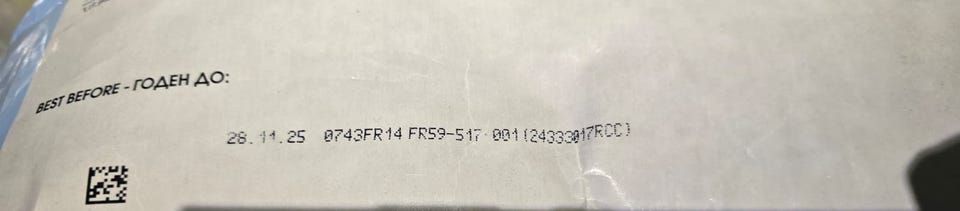 BEST BEFORE - ГОДЕН ДО:
28.11.25 0743FR14 FR59-517 001(24333017RCC)